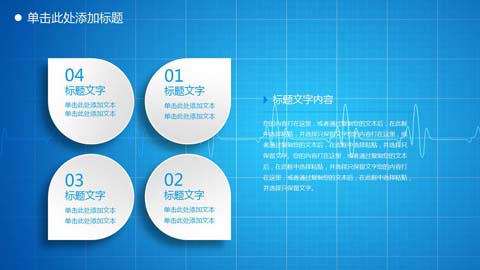 单击此处添加标题
04
标题文字
单击此处添加文本
单击此处添加文本
01
标题文字
单击此处添加文本
单击此处添加文本
03
标题文字
单击此处添加文本
单击此处添加文本
02
标题文字
单击此处添加文本
单击此处添加文本
标题文字内容
您的内容打在这里，或者通过复制您的文本后，在此框
中选择粘贴，并选择只保留文字您的内容打在这里，或
者通过复制您的文本后，在此框中选择粘贴，并选择只
保留文字。您的内容打在这里，或者通过复制您的文本
后，在此框中选择粘贴，并选择只保留文字您的内容打
在这里，或者通过复制您的文本后，在此框中选择粘贴，
并选择只保留文字。